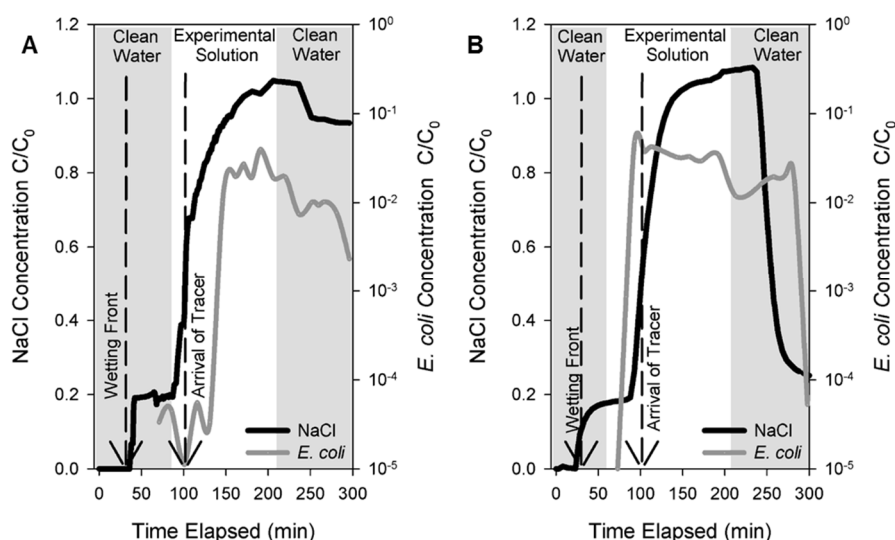 A
Clean
Water
Experimental
Solution
Clean
Water
NaCl Concentration C/C0
1.2
1.0
0.8
0.6
0.4
0.2
0.0
Wetting Front
Arrival of Tracer
NaCl
E. coli
10^0
10^-1
10^-2
10^-3
10^-4
10^-5
E. coli Concentration C/C0
0
50
100
150
200
250
300
Time Elapsed (min)
B
Clean
Water
Experimental
Solution
Clean
Water
NaCl Concentration C/C0
1.2
1.0
0.8
0.6
0.4
0.2
0.0
Wetting Front
Arrival of Tracer
NaCl
E. coli
10^0
10^-1
10^-2
10^-3
10^-4
10^-5
E. coli Concentration C/C0
0
50
100
150
200
250
300
Time Elapsed (min)